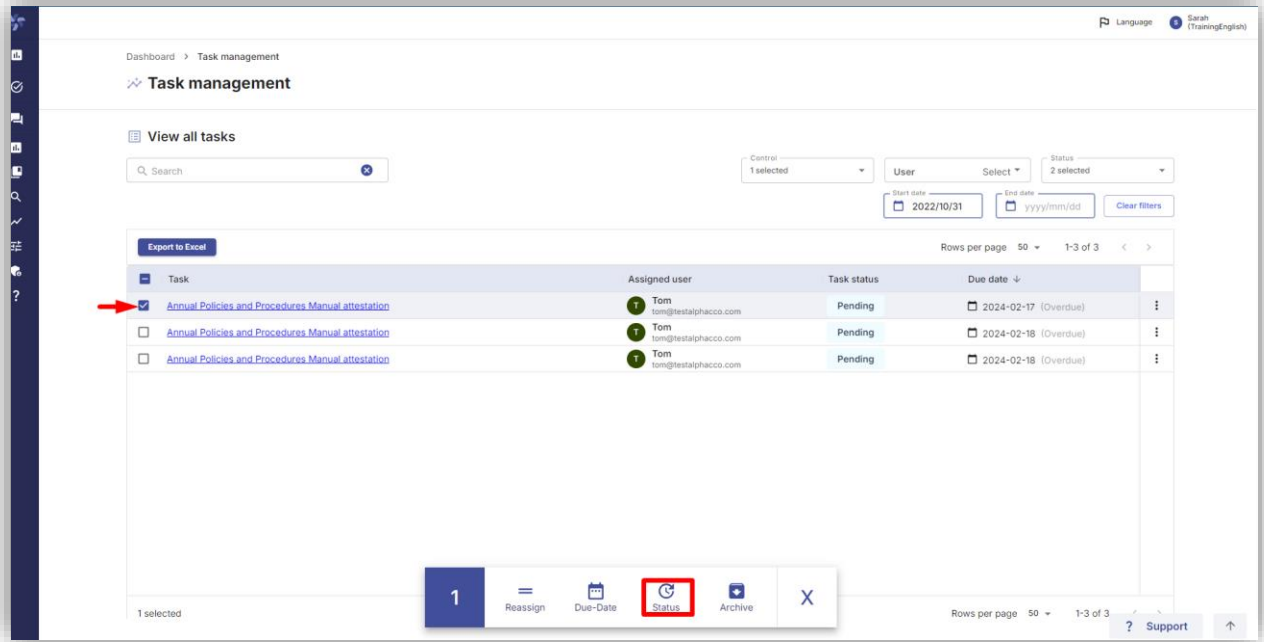 Language
S
Sarah
(TrainingEnglish)
Dashboard > Task management
Task management
View all tasks
Search
Control
1 selected
User Select
Status
2 selected
Start date
2022/10/31
End date
yyyy/mm/dd
Clear filters
Export to Excel
Rows per page 50 1-3 of 3 < >
Task Assigned user Task status Due date ↓
Annual Policies and Procedures Manual attestation T Tom Pending 2024-02-17 (Overdue)
tom@testalphacco.com
Annual Policies and Procedures Manual attestation T Tom Pending 2024-02-18 (Overdue)
tom@testalphacco.com
Annual Policies and Procedures Manual attestation T Tom Pending 2024-02-18 (Overdue)
tom@testalphacco.com
1 Reassign Due-Date Status Archive X
1 selected
Rows per page 50 1-3 of 3
? Support ↑
?